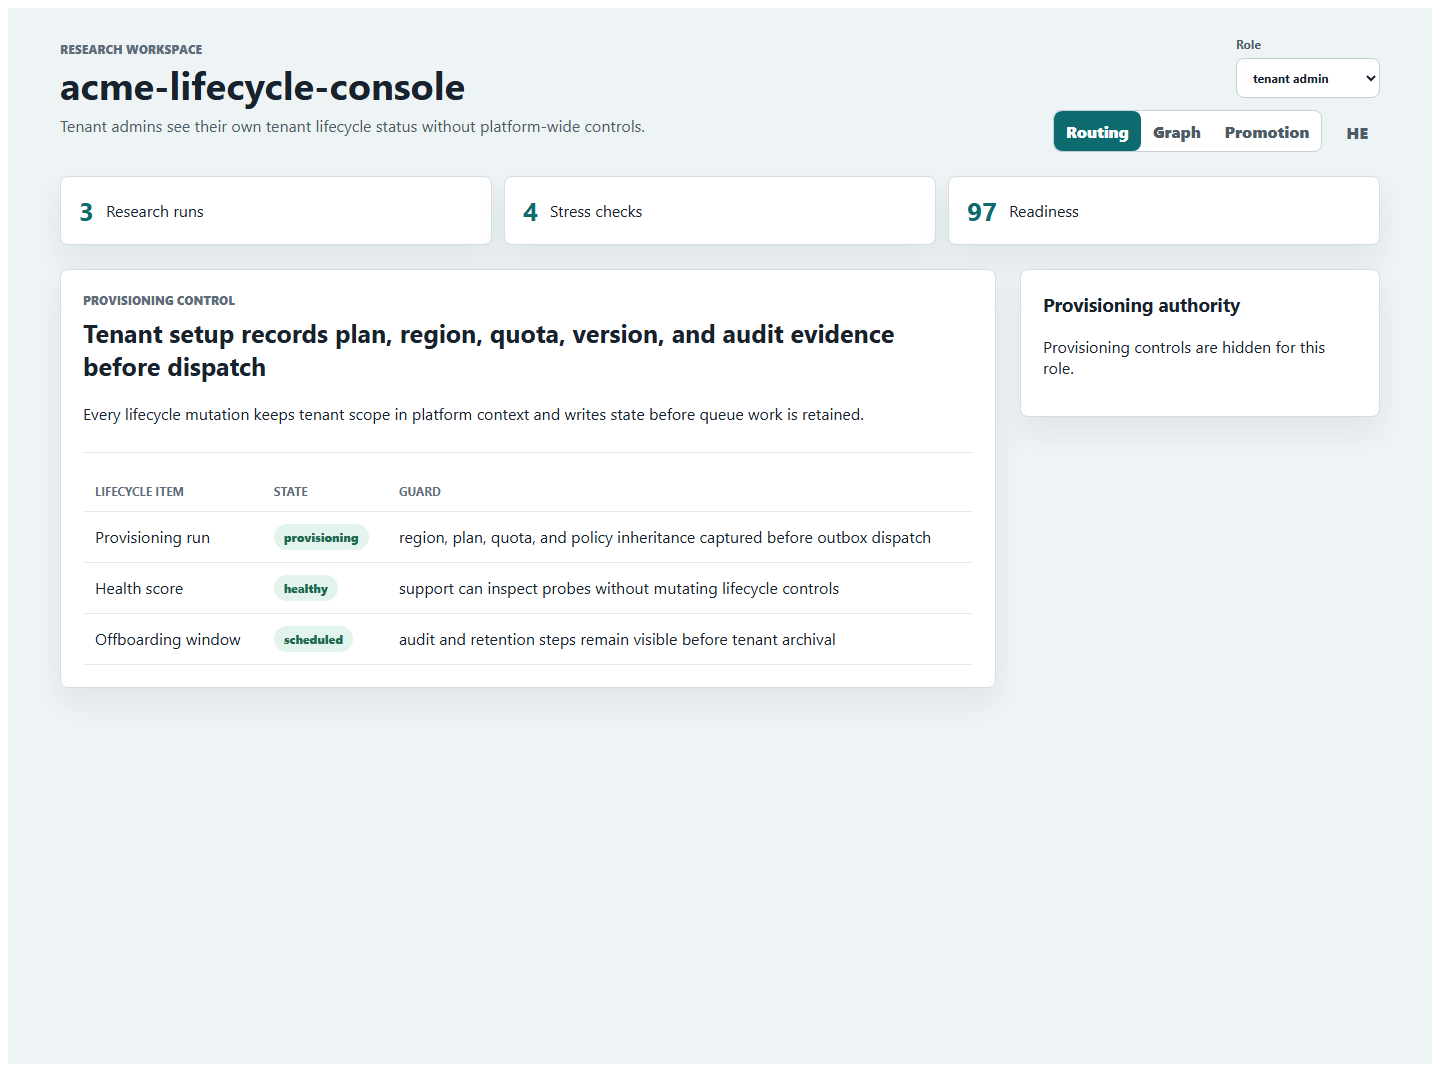 RESEARCH WORKSPACE
acme-lifecycle-console
Tenant admins see their own tenant lifecycle status without platform-wide controls.
Role
tenant admin
Routing Graph Promotion HE
3 Research runs
4 Stress checks
97 Readiness
PROVISIONING CONTROL
Tenant setup records plan, region, quota, version, and audit evidence
before dispatch
Every lifecycle mutation keeps tenant scope in platform context and writes state before queue work is retained.
LIFECYCLE ITEM STATE GUARD
Provisioning run provisioning region, plan, quota, and policy inheritance captured before outbox dispatch
Health score healthy support can inspect probes without mutating lifecycle controls
Offboarding window scheduled audit and retention steps remain visible before tenant archival
Provisioning authority
Provisioning controls are hidden for this
role.